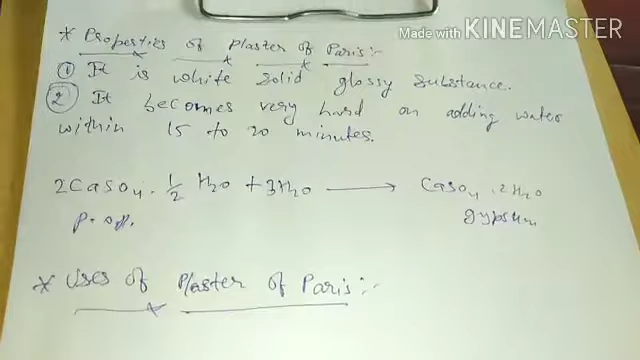 Made with KINEMASTER
* Properties of Plaster of Paris:-
① It is white solid glossy substance.
② It becomes very hard on adding water
within 15 to 20 minutes.
2CaSO4 . 1/2 H2O + 3H2O ⟶ CaSO4 . 2H2O
gypsum
* Uses of Plaster of Paris:-